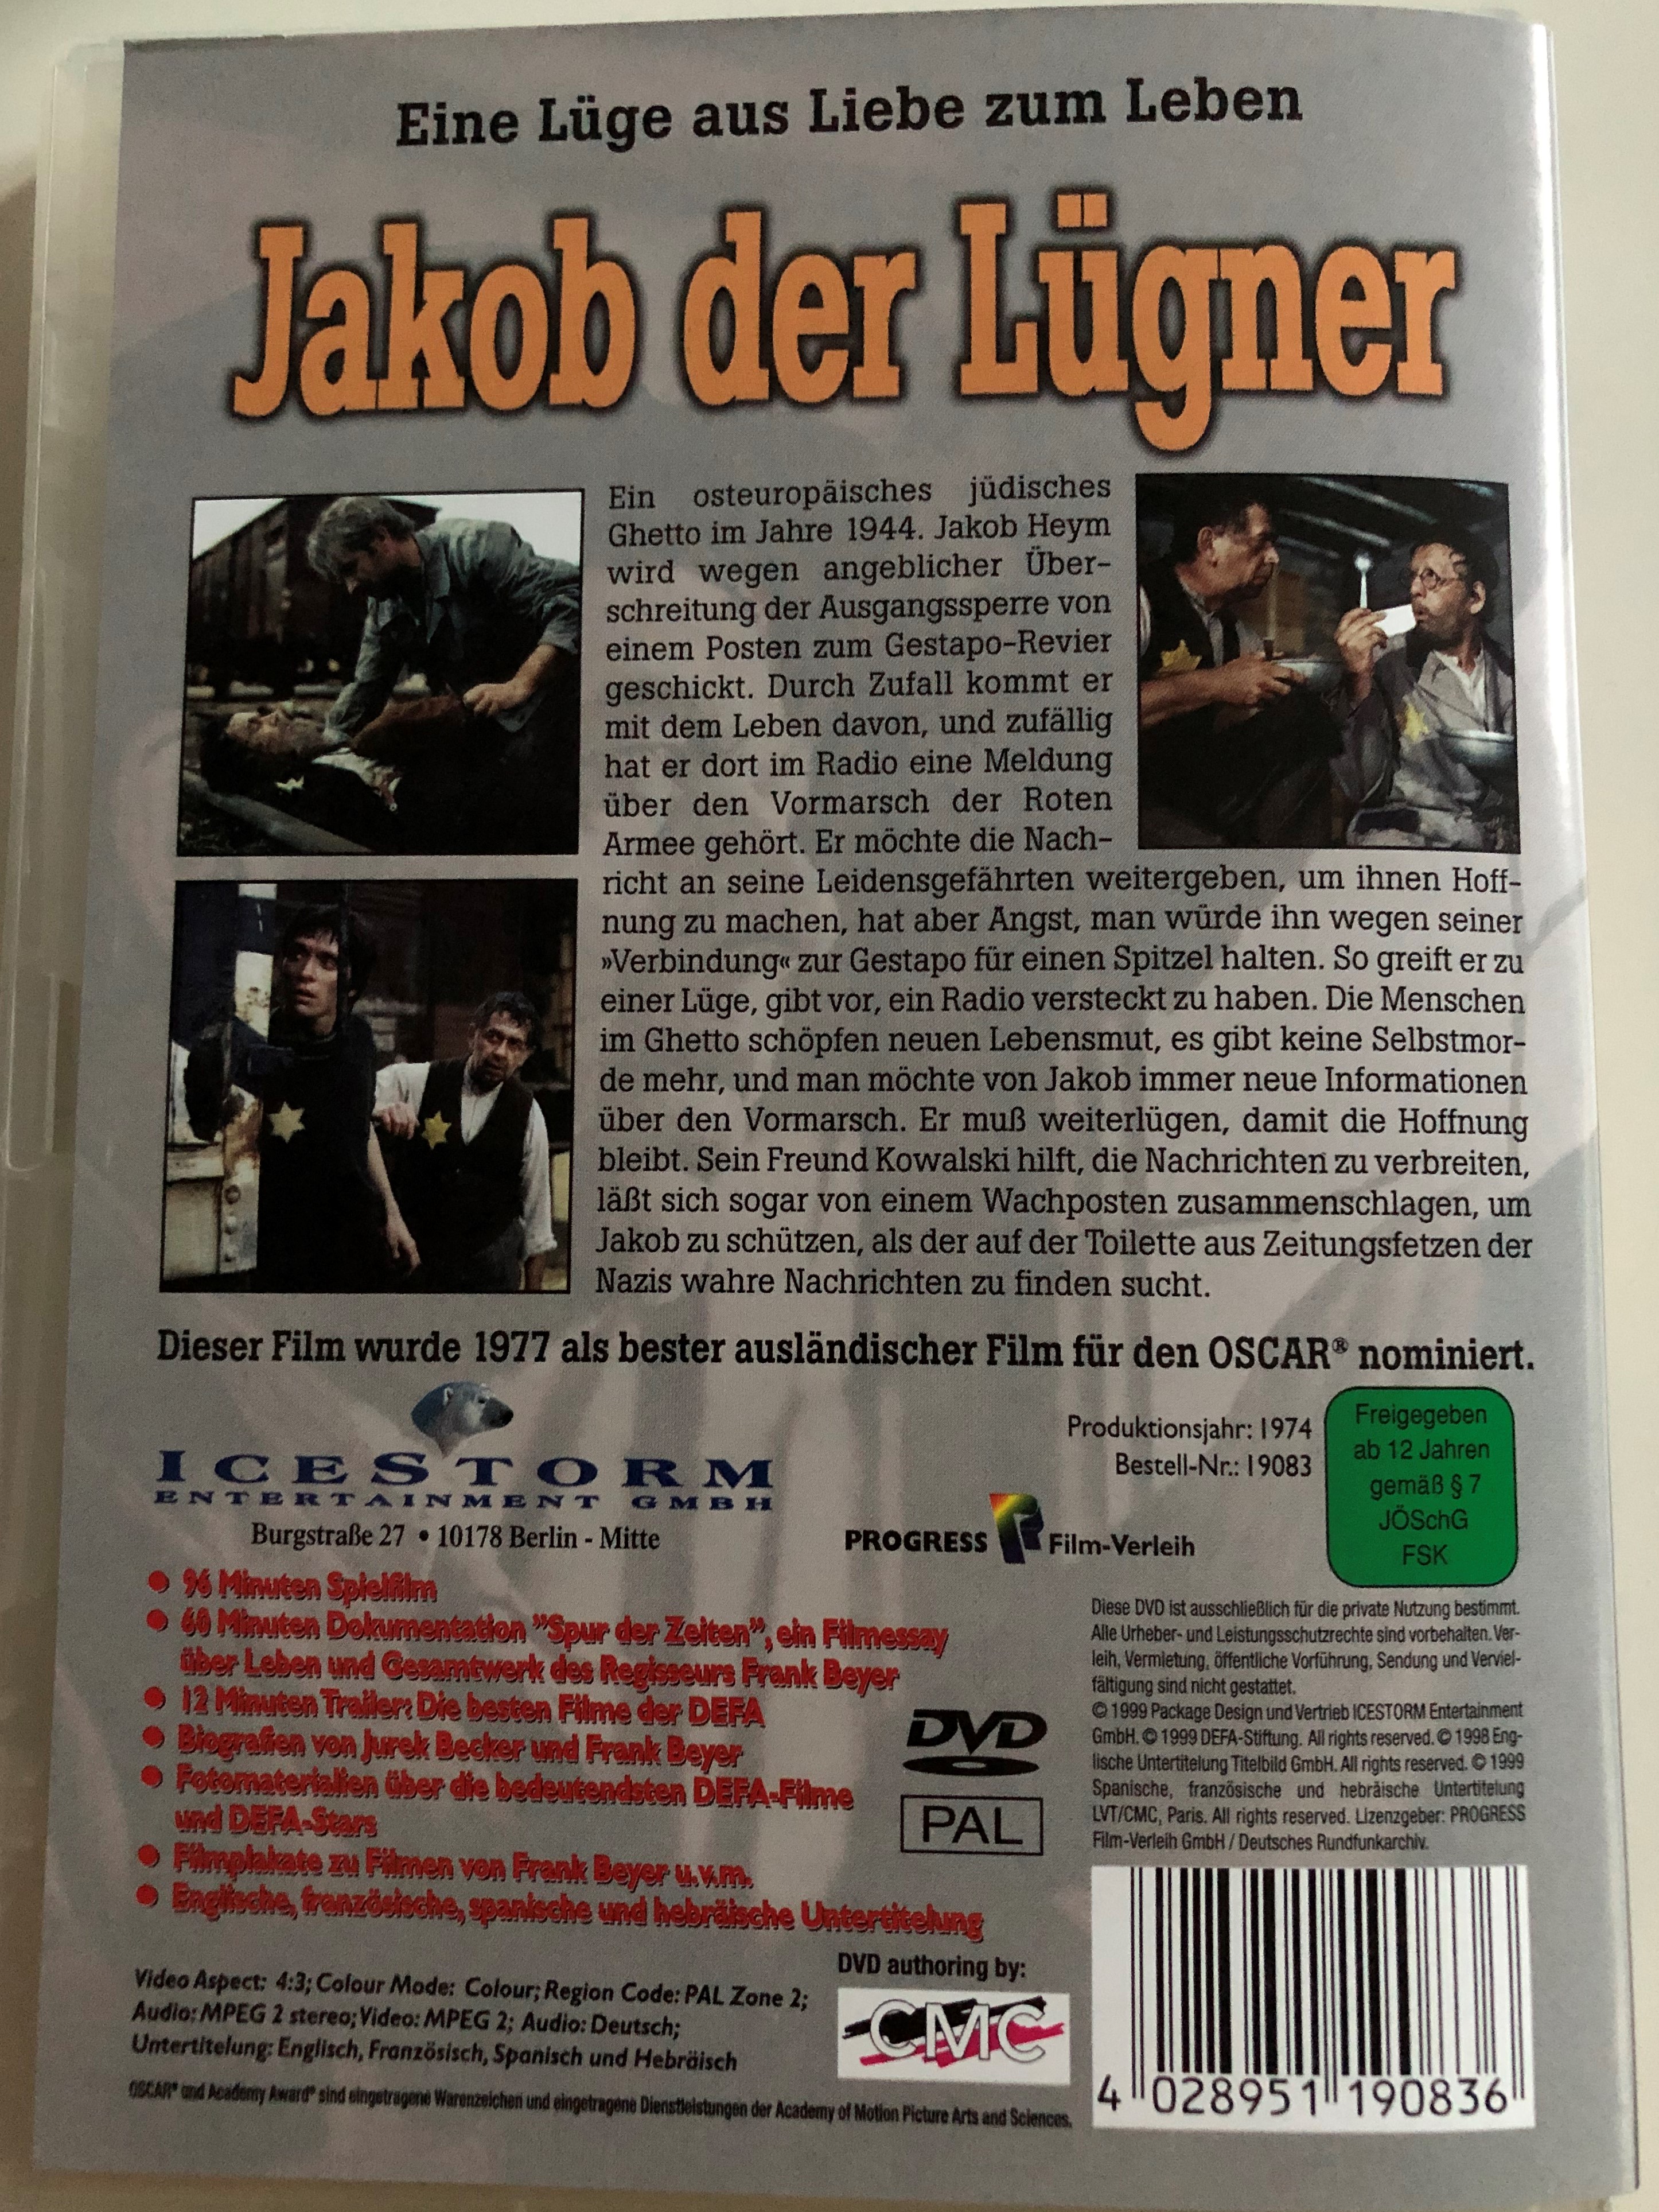 Eine Lüge aus Liebe zum Leben
Jakob der Lügner
Ein osteuropäisches jüdisches
Ghetto im Jahre 1944. Jakob Heym
wird wegen angeblicher Über-
schreitung der Ausgangssperre von
einem Posten zum Gestapo-Revier
geschickt. Durch Zufall kommt er
mit dem Leben davon, und zufällig
hat er dort im Radio eine Meldung
über den Vormarsch der Roten
Armee gehört. Er möchte die Nach-
richt an seine Leidensgefährten weitergeben, um ihnen Hoff-
nung zu machen, hat aber Angst, man würde ihn wegen seiner
»Verbindung« zur Gestapo für einen Spitzel halten. So greift er zu
einer Lüge, gibt vor, ein Radio versteckt zu haben. Die Menschen
im Ghetto schöpfen neuen Lebensmut, es gibt keine Selbstmor-
de mehr, und man möchte von Jakob immer neue Informationen
über den Vormarsch. Er muß weiterlügen, damit die Hoffnung
bleibt. Sein Freund Kowalski hilft, die Nachrichten zu verbreiten,
läßt sich sogar von einem Wachposten zusammenschlagen, um
Jakob zu schützen, als der auf der Toilette aus Zeitungsfetzen der
Nazis wahre Nachrichten zu finden sucht.
Dieser Film wurde 1977 als bester ausländischer Film für den OSCAR® nominiert.
ICESTORM
ENTERTAINMENT GMBH
Burgstraße 27 • 10178 Berlin - Mitte
Produktionsjahr: 1974
Bestell-Nr.: 19083
PROGRESS Film-Verleih
Freigegeben
ab 12 Jahren
gemäß § 7
JÖSchG
FSK
• 96 Minuten Spielfilm
• 60 Minuten Dokumentation "Spur der Zeiten", ein Filmessay
über Leben und Gesamtwerk des Regisseurs Frank Beyer
• 12 Minuten Trailer: Die besten Filme der DEFA
• Biografien von Jurek Becker und Frank Beyer
• Fotomaterialien über die bedeutendsten DEFA-Filme
und DEFA-Stars
• Filmplakate zu Filmen von Frank Beyer u.v.m.
• Englische, französische, spanische und hebräische Untertitelung
DVD
PAL
Diese DVD ist ausschließlich für die private Nutzung bestimmt.
Alle Urheber- und Leistungsschutzrechte sind vorbehalten. Ver-
leih, Vermietung, öffentliche Vorführung, Sendung und Verviel-
fältigung sind nicht gestattet.
© 1999 Package Design und Vertrieb ICESTORM Entertainment
GmbH. © 1999 DEFA-Stiftung. All rights reserved. © 1998 Eng-
lische Untertitelung Titelbild GmbH. All rights reserved. © 1999
Spanische, französische und hebräische Untertitelung
LVT/CMC, Paris. All rights reserved. Lizenzgeber: PROGRESS
Film-Verleih GmbH / Deutsches Rundfunkarchiv.
Video Aspect: 4:3; Colour Mode: Colour; Region Code: PAL Zone 2;
Audio: MPEG 2 stereo; Video: MPEG 2; Audio: Deutsch;
Untertitelung: Englisch, Französisch, Spanisch und Hebräisch
DVD authoring by:
CMC
OSCAR® und Academy Award® sind eingetragene Warenzeichen und eingetragene Dienstleistungen der Academy of Motion Picture Arts and Sciences.
4 028951 190836